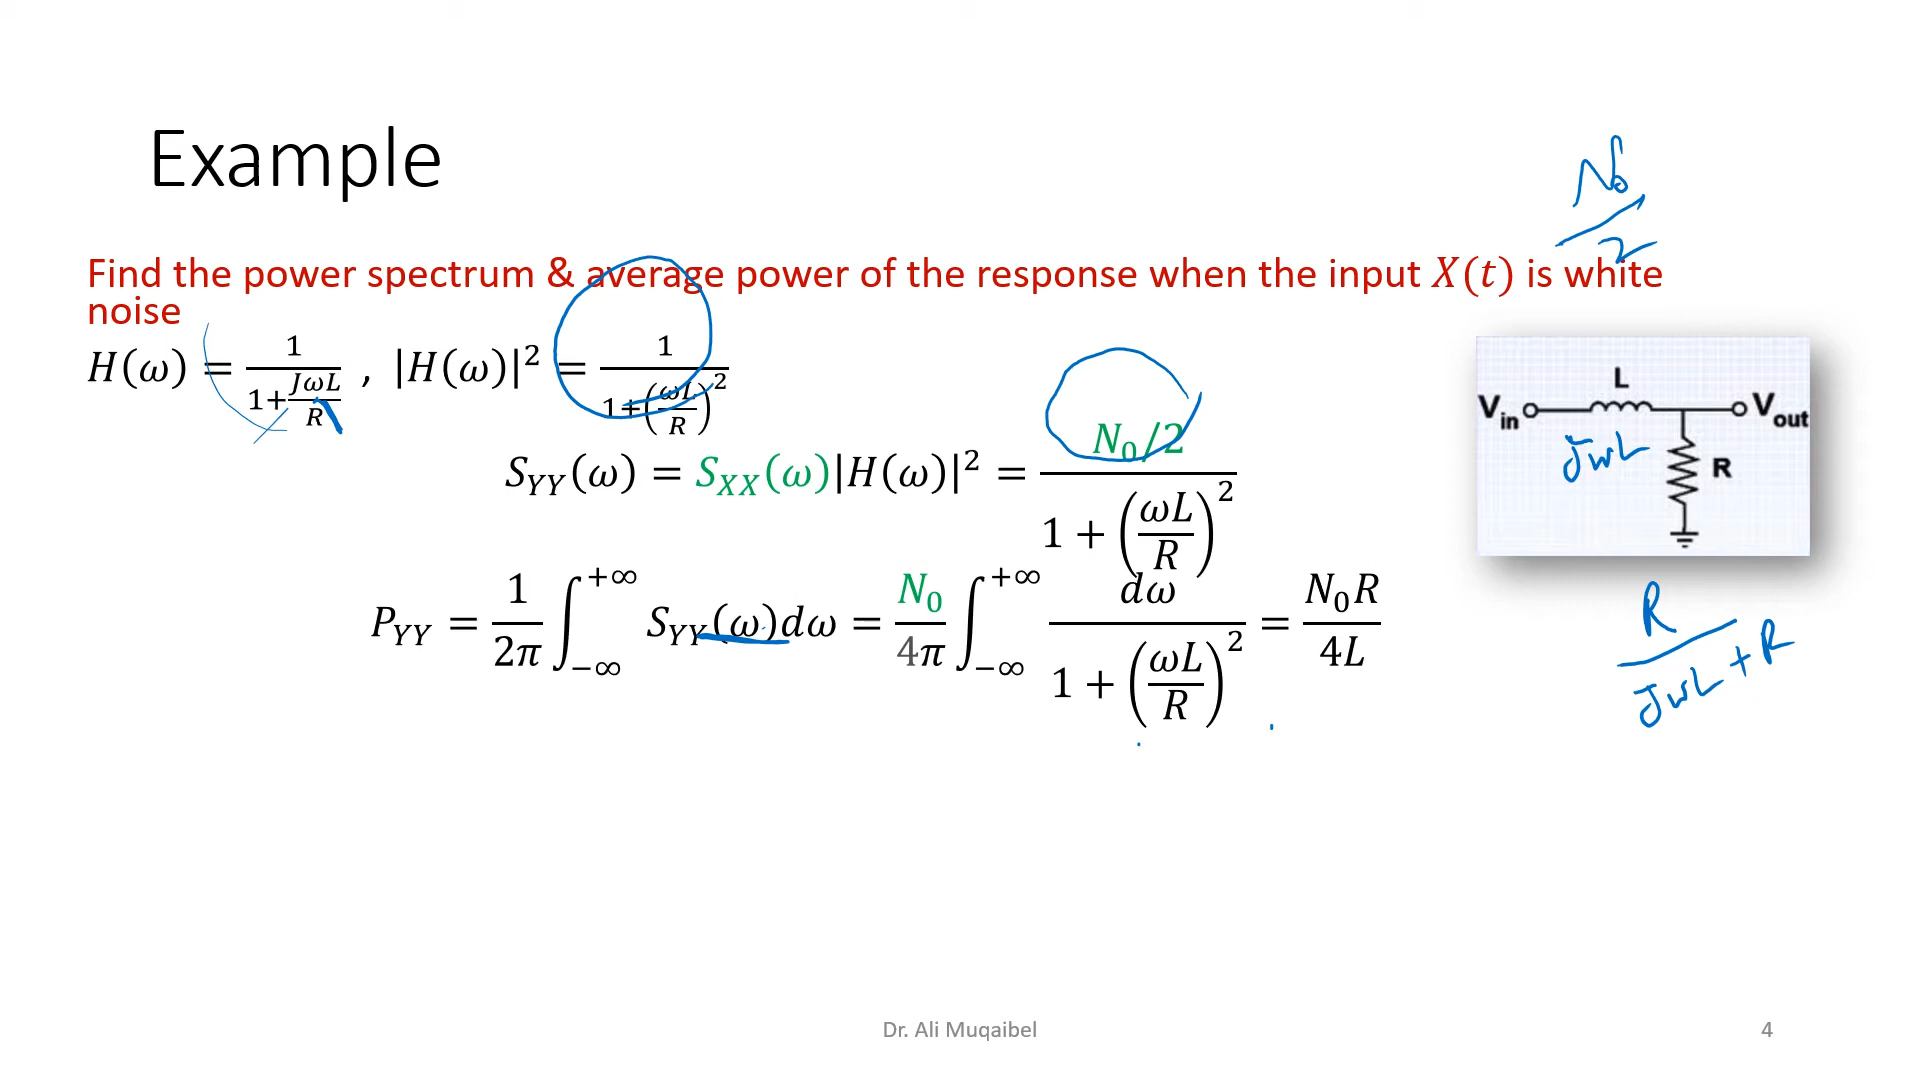 Example
N₀/2
Find the power spectrum & average power of the response when the input X(t) is white
noise
H(ω) = 1/(1+JωL/R) , |H(ω)|² = 1/(1+(ωL/R)²)
S_YY(ω) = S_XX(ω)|H(ω)|² = (N₀/2)/(1 + (ωL/R)²)
P_YY = 1/2π ∫_{−∞}^{+∞} S_YY(ω)dω = N₀/4π ∫_{−∞}^{+∞} dω/(1 + (ωL/R)²) = N₀R/4L
L
Vin
Vout
JωL
R
R/(JωL + R)
Dr. Ali Muqaibel
4